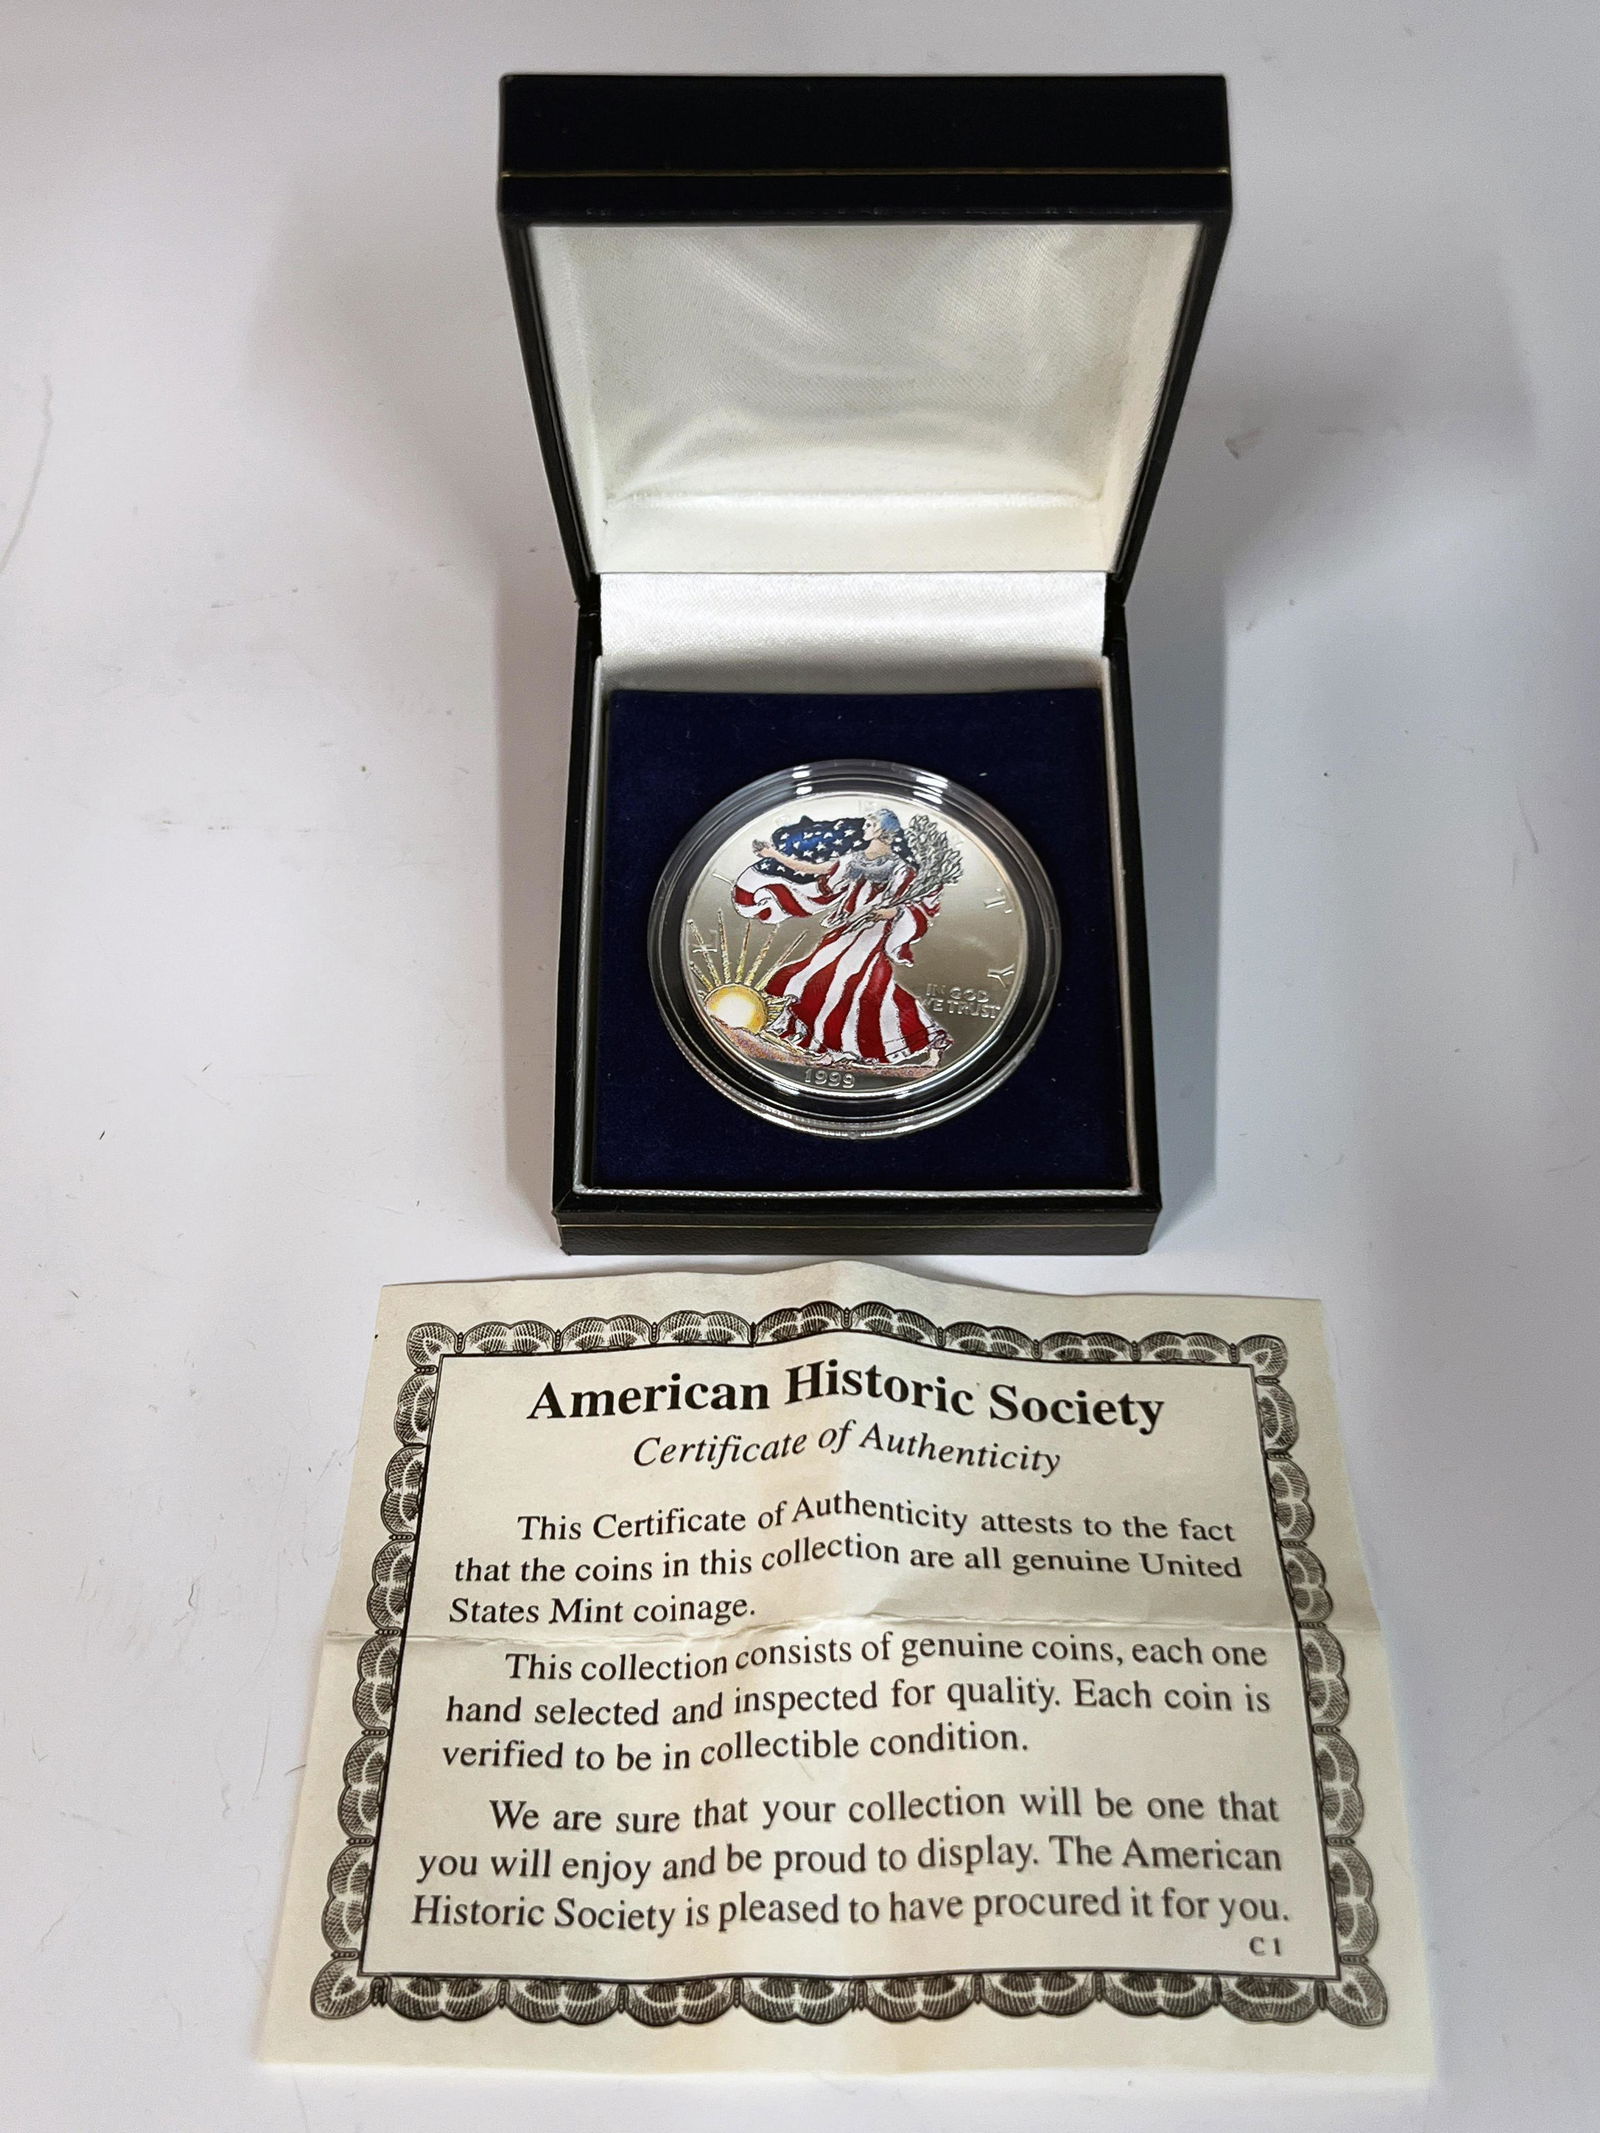 L I T Y
IN GOD
WE TRUST
1999
American Historic Society
Certificate of Authenticity
This Certificate of Authenticity attests to the fact
that the coins in this collection are all genuine United
States Mint coinage.
This collection consists of genuine coins, each one
hand selected and inspected for quality. Each coin is
verified to be in collectible condition.
We are sure that your collection will be one that
you will enjoy and be proud to display. The American
Historic Society is pleased to have procured it for you.
C 1